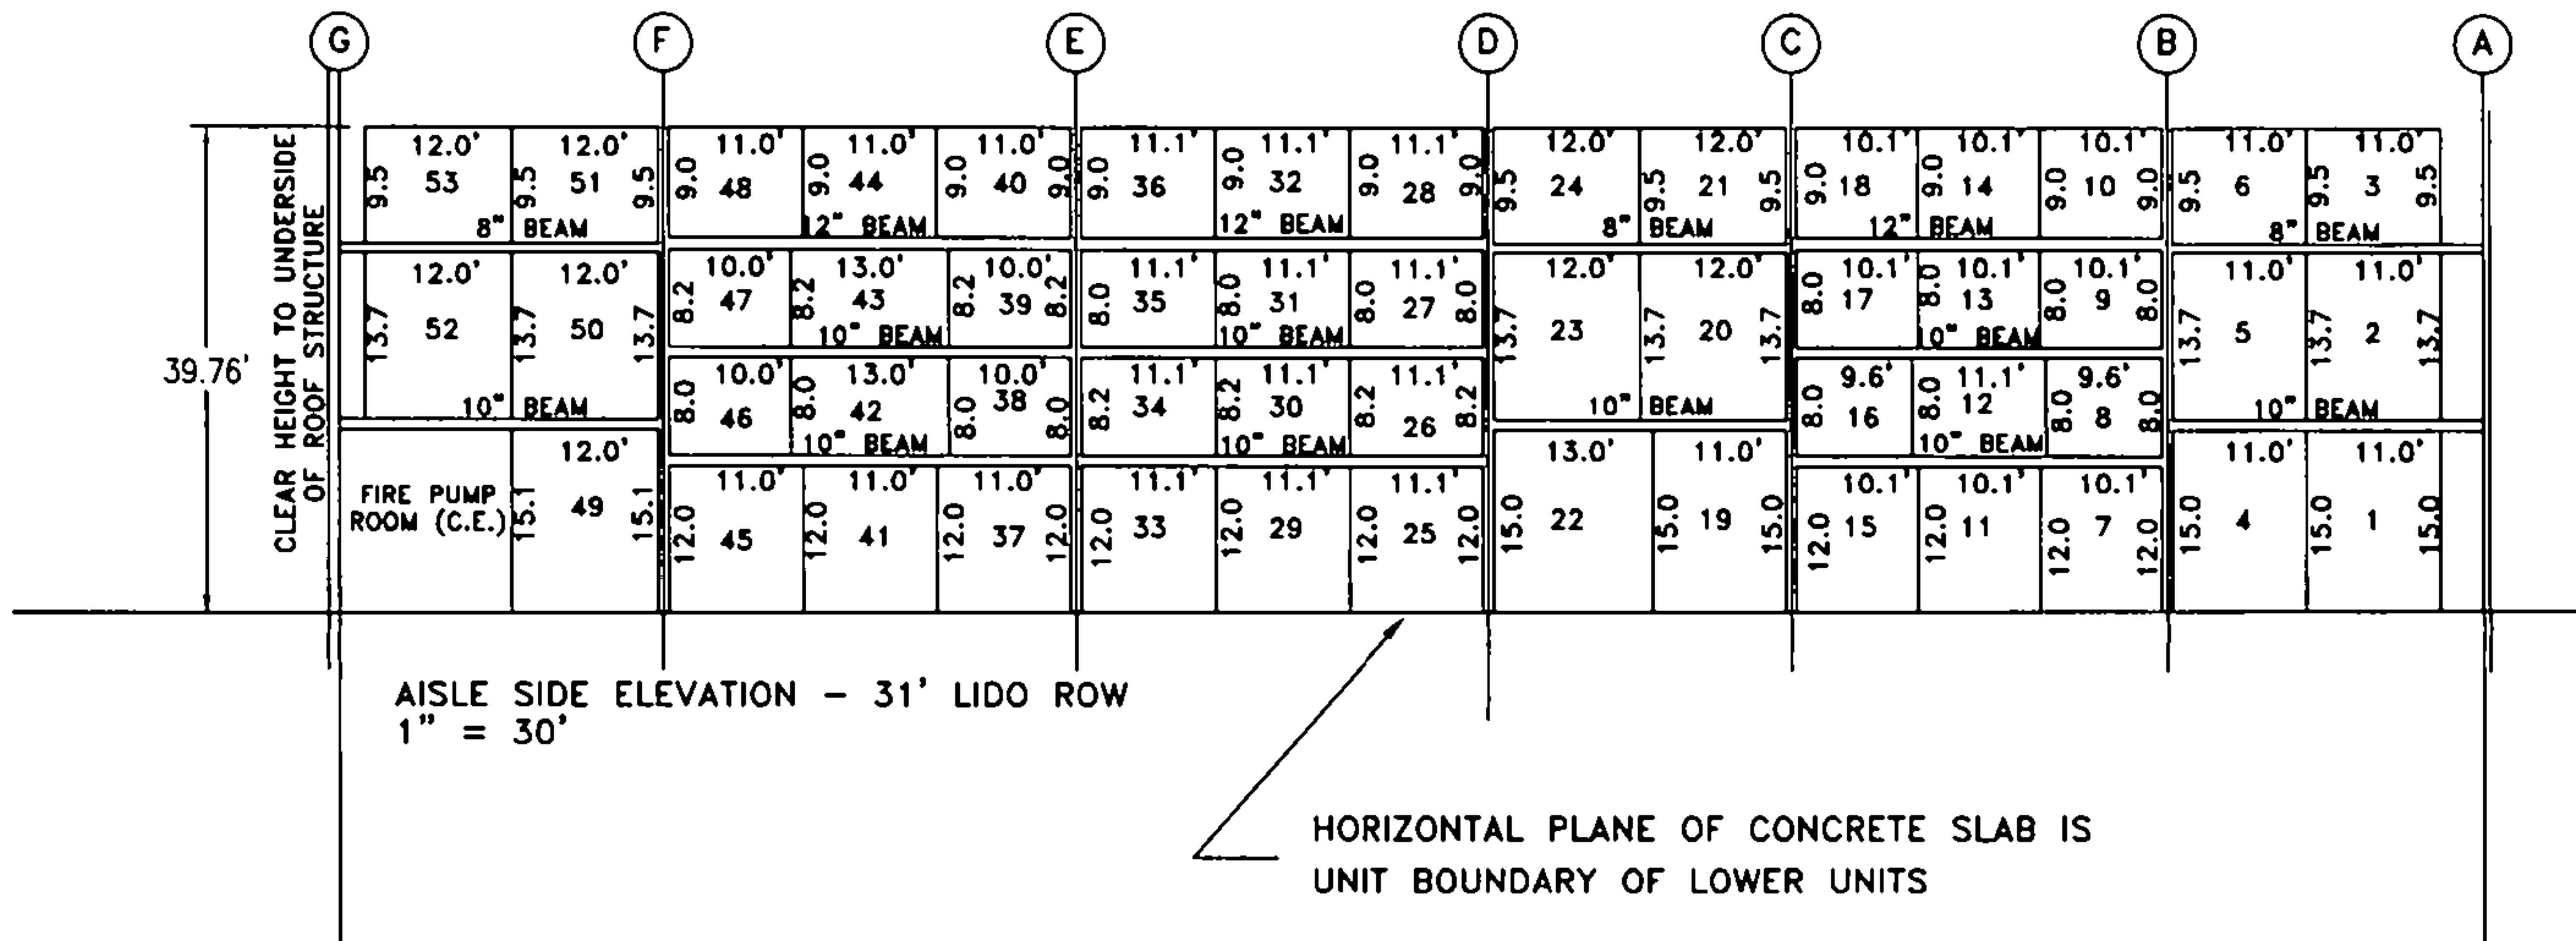 G F E D C B A
CLEAR HEIGHT TO UNDERSIDE
OF ROOF STRUCTURE
39.76'
9.5 12.0' 53 9.5 12.0' 51 9.5
8" BEAM
9.0 11.0' 48 9.0 11.0' 44 9.0 11.0' 40 9.0
12" BEAM
9.0 11.1' 36 9.0 11.1' 32 9.0 11.1' 28 9.0
12" BEAM
9.5 12.0' 24 9.5 12.0' 21 9.5
8" BEAM
9.0 10.1' 18 9.0 10.1' 14 9.0 10.1' 10 9.0
12" BEAM
9.5 11.0' 6 9.5 11.0' 3 9.5
8" BEAM
13.7 12.0' 52 13.7 12.0' 50 13.7
10" BEAM
8.2 10.0' 47 8.2 13.0' 43 8.2 10.0' 39 8.2
10" BEAM
8.0 11.1' 35 8.0 11.1' 31 8.0 11.1' 27 8.0
10" BEAM
13.7 12.0' 23 13.7 12.0' 20 13.7
10" BEAM
8.0 10.1' 17 8.0 10.1' 13 8.0 10.1' 9 8.0
10" BEAM
13.7 11.0' 5 13.7 11.0' 2 13.7
10" BEAM
8.0 10.0' 46 8.0 13.0' 42 8.0 10.0' 38 8.0
10" BEAM
8.2 11.1' 34 8.2 11.1' 30 8.2 11.1' 26 8.2
10" BEAM
8.0 9.6' 16 8.0 11.1' 12 8.0 9.6' 8 8.0
10" BEAM
FIRE PUMP
ROOM (C.E.)
15.1 12.0' 49 15.1
12.0 11.0' 45 12.0 11.0' 41 12.0 11.0' 37 12.0
12.0 11.1' 33 12.0 11.1' 29 12.0 11.1' 25 12.0
15.0 13.0' 22 15.0 11.0' 19 15.0
12.0 10.1' 15 12.0 10.1' 11 12.0 10.1' 7 12.0
15.0 11.0' 4 15.0 11.0' 1 15.0
AISLE SIDE ELEVATION - 31' LIDO ROW
1" = 30'
HORIZONTAL PLANE OF CONCRETE SLAB IS
UNIT BOUNDARY OF LOWER UNITS